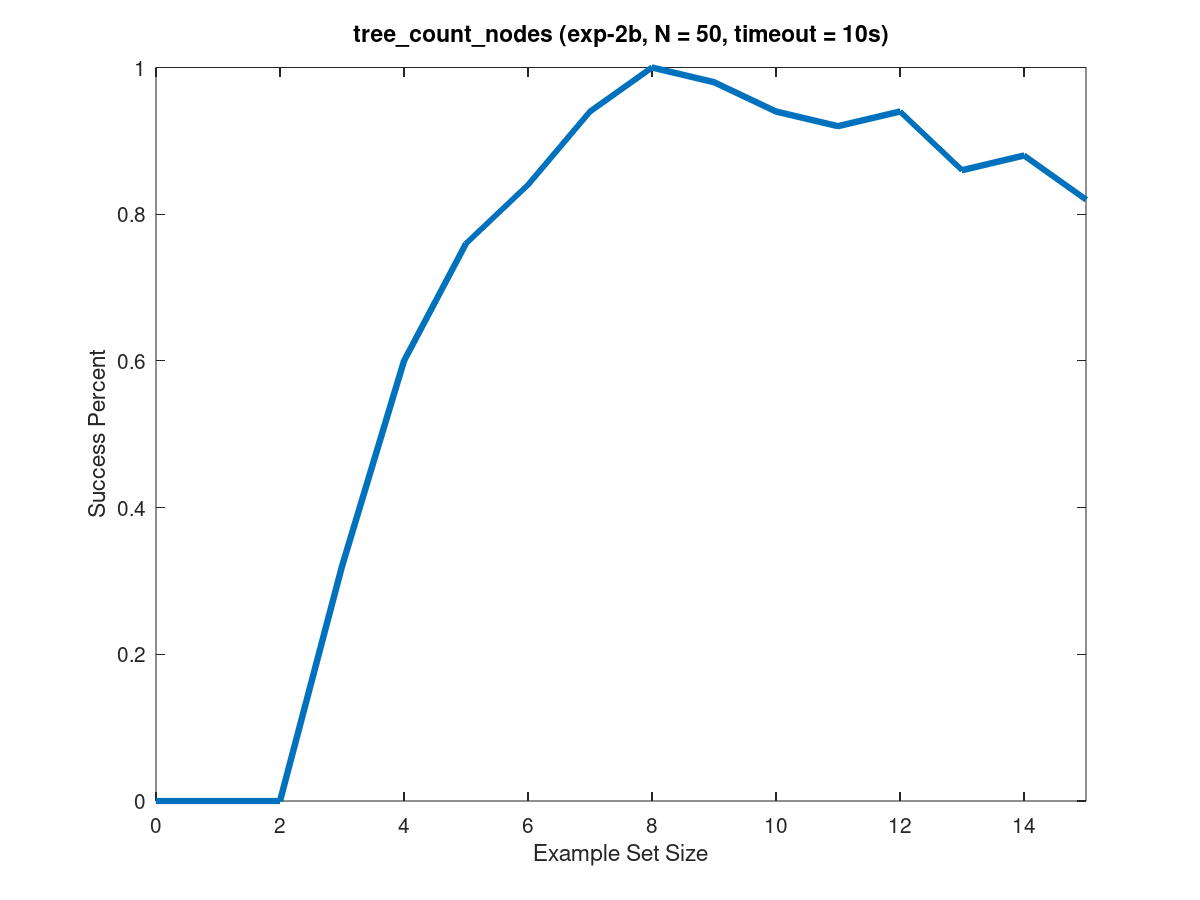 tree_count_nodes (exp-2b, N = 50, timeout = 10s)
1
0.8
0.6
0.4
0.2
0
Success Percent
0 2 4 6 8 10 12 14
Example Set Size